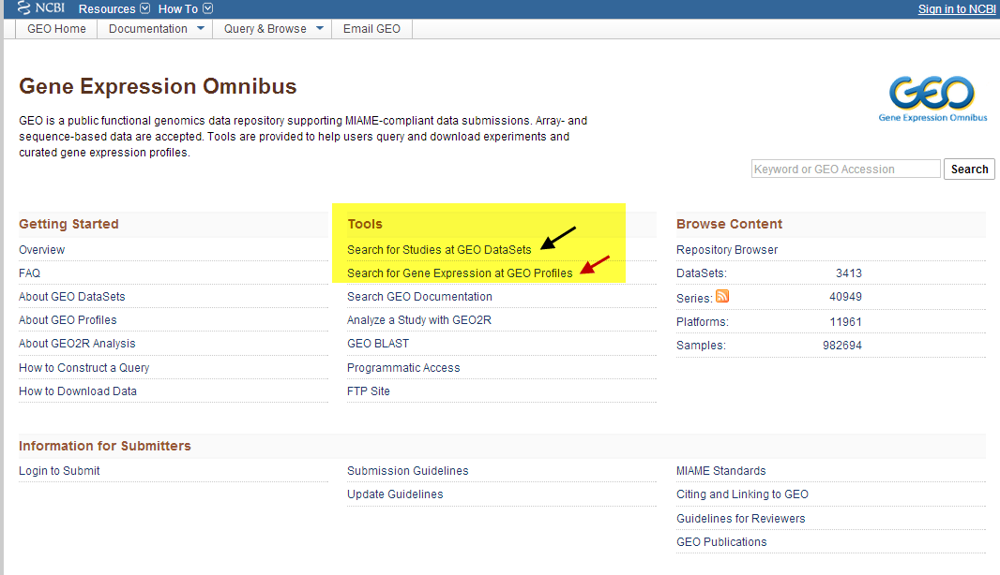 NCBI Resources How To Sign in to NCBI
GEO Home Documentation Query & Browse Email GEO
Gene Expression Omnibus
GEO is a public functional genomics data repository supporting MIAME-compliant data submissions. Array- and
sequence-based data are accepted. Tools are provided to help users query and download experiments and
curated gene expression profiles.
GEO
Gene Expression Omnibus
Keyword or GEO Accession Search
Getting Started
Overview
FAQ
About GEO DataSets
About GEO Profiles
About GEO2R Analysis
How to Construct a Query
How to Download Data
Tools
Search for Studies at GEO DataSets
Search for Gene Expression at GEO Profiles
Search GEO Documentation
Analyze a Study with GEO2R
GEO BLAST
Programmatic Access
FTP Site
Browse Content
Repository Browser
DataSets: 3413
Series: 40949
Platforms: 11961
Samples: 982694
Information for Submitters
Login to Submit
Submission Guidelines
Update Guidelines
MIAME Standards
Citing and Linking to GEO
Guidelines for Reviewers
GEO Publications